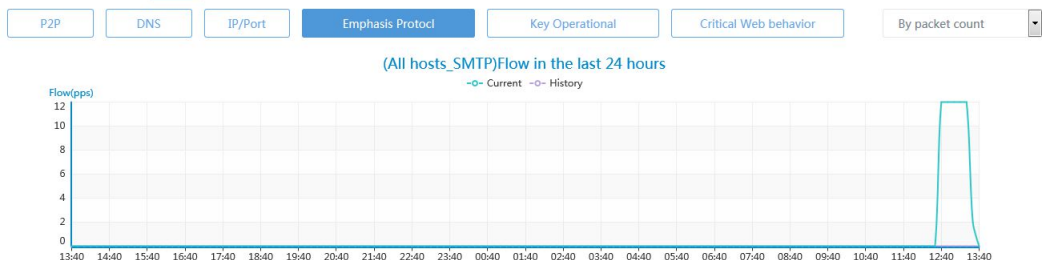 P2P DNS IP/Port Emphasis Protocl Key Operational Critical Web behavior By packet count
(All hosts_SMTP)Flow in the last 24 hours
Current History
Flow(pps)
12
10
8
6
4
2
0
13:40 14:40 15:40 16:40 17:40 18:40 19:40 20:40 21:40 22:40 23:40 00:40 01:40 02:40 03:40 04:40 05:40 06:40 07:40 08:40 09:40 10:40 11:40 12:40 13:40